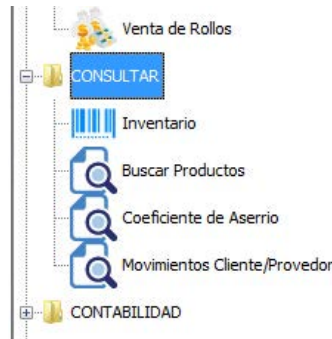 Venta de Rollos
CONSULTAR
Inventario
Buscar Productos
Coeficiente de Aserrio
Movimientos Cliente/Provedor
CONTABILIDAD